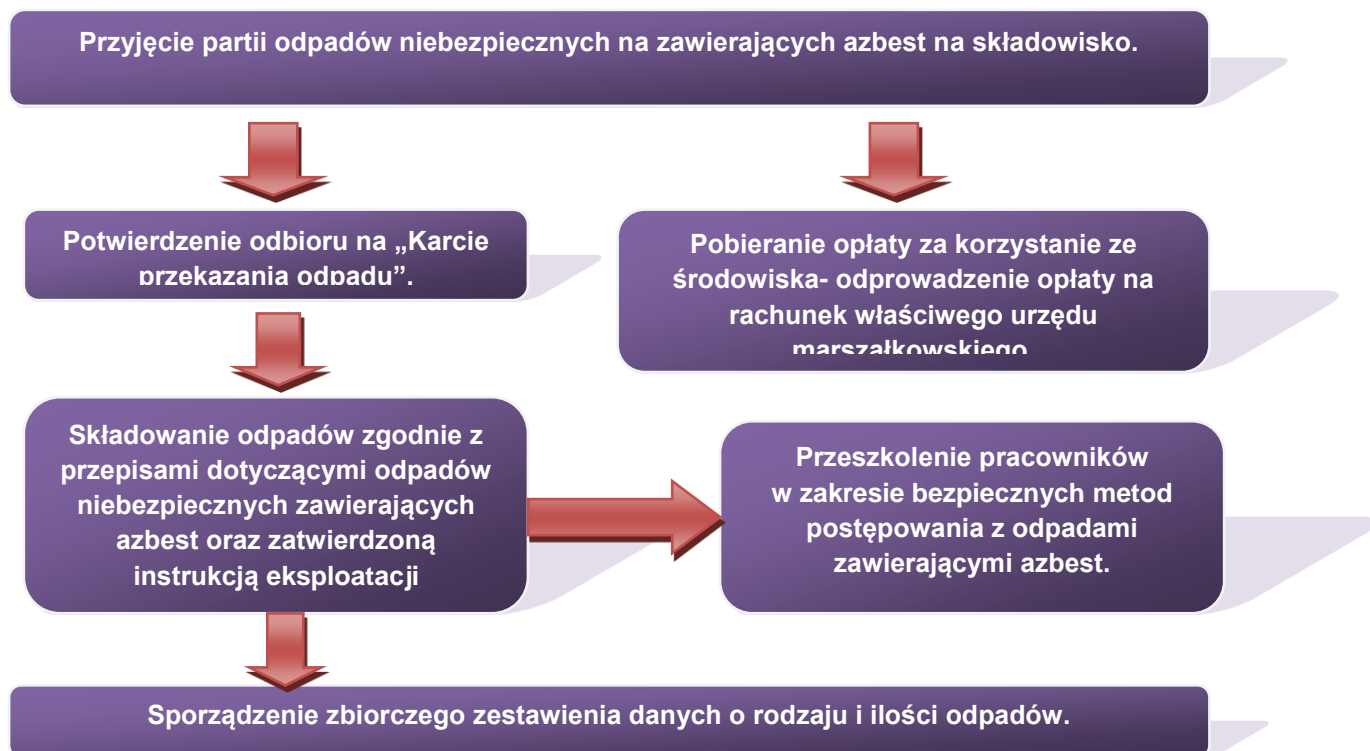 Przyjęcie partii odpadów niebezpiecznych na zawierających azbest na składowisko.
Potwierdzenie odbioru na „Karcie
przekazania odpadu”.
Pobieranie opłaty za korzystanie ze
środowiska- odprowadzenie opłaty na
rachunek właściwego urzędu
marszałkowskiego
Składowanie odpadów zgodnie z
przepisami dotyczącymi odpadów
niebezpiecznych zawierających
azbest oraz zatwierdzoną
instrukcją eksploatacji
Przeszkolenie pracowników
w zakresie bezpiecznych metod
postępowania z odpadami
zawierającymi azbest.
Sporządzenie zbiorczego zestawienia danych o rodzaju i ilości odpadów.